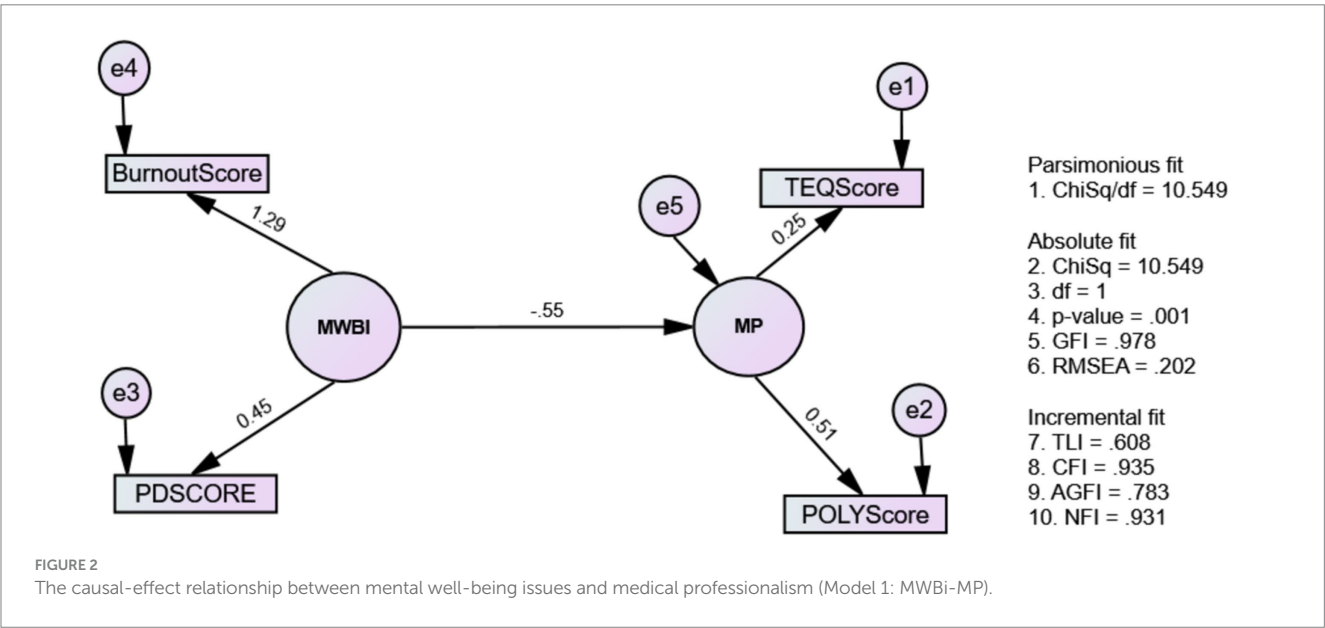 e4
e1
BurnoutScore
TEQScore
e5
1.29
0.25
MWBI
-.55
MP
e3
0.45
0.51
e2
PDSCORE
POLYScore
Parsimonious fit
1. ChiSq/df = 10.549
Absolute fit
2. ChiSq = 10.549
3. df = 1
4. p-value = .001
5. GFI = .978
6. RMSEA = .202
Incremental fit
7. TLI = .608
8. CFI = .935
9. AGFI = .783
10. NFI = .931
FIGURE 2
The causal-effect relationship between mental well-being issues and medical professionalism (Model 1: MWBi-MP).